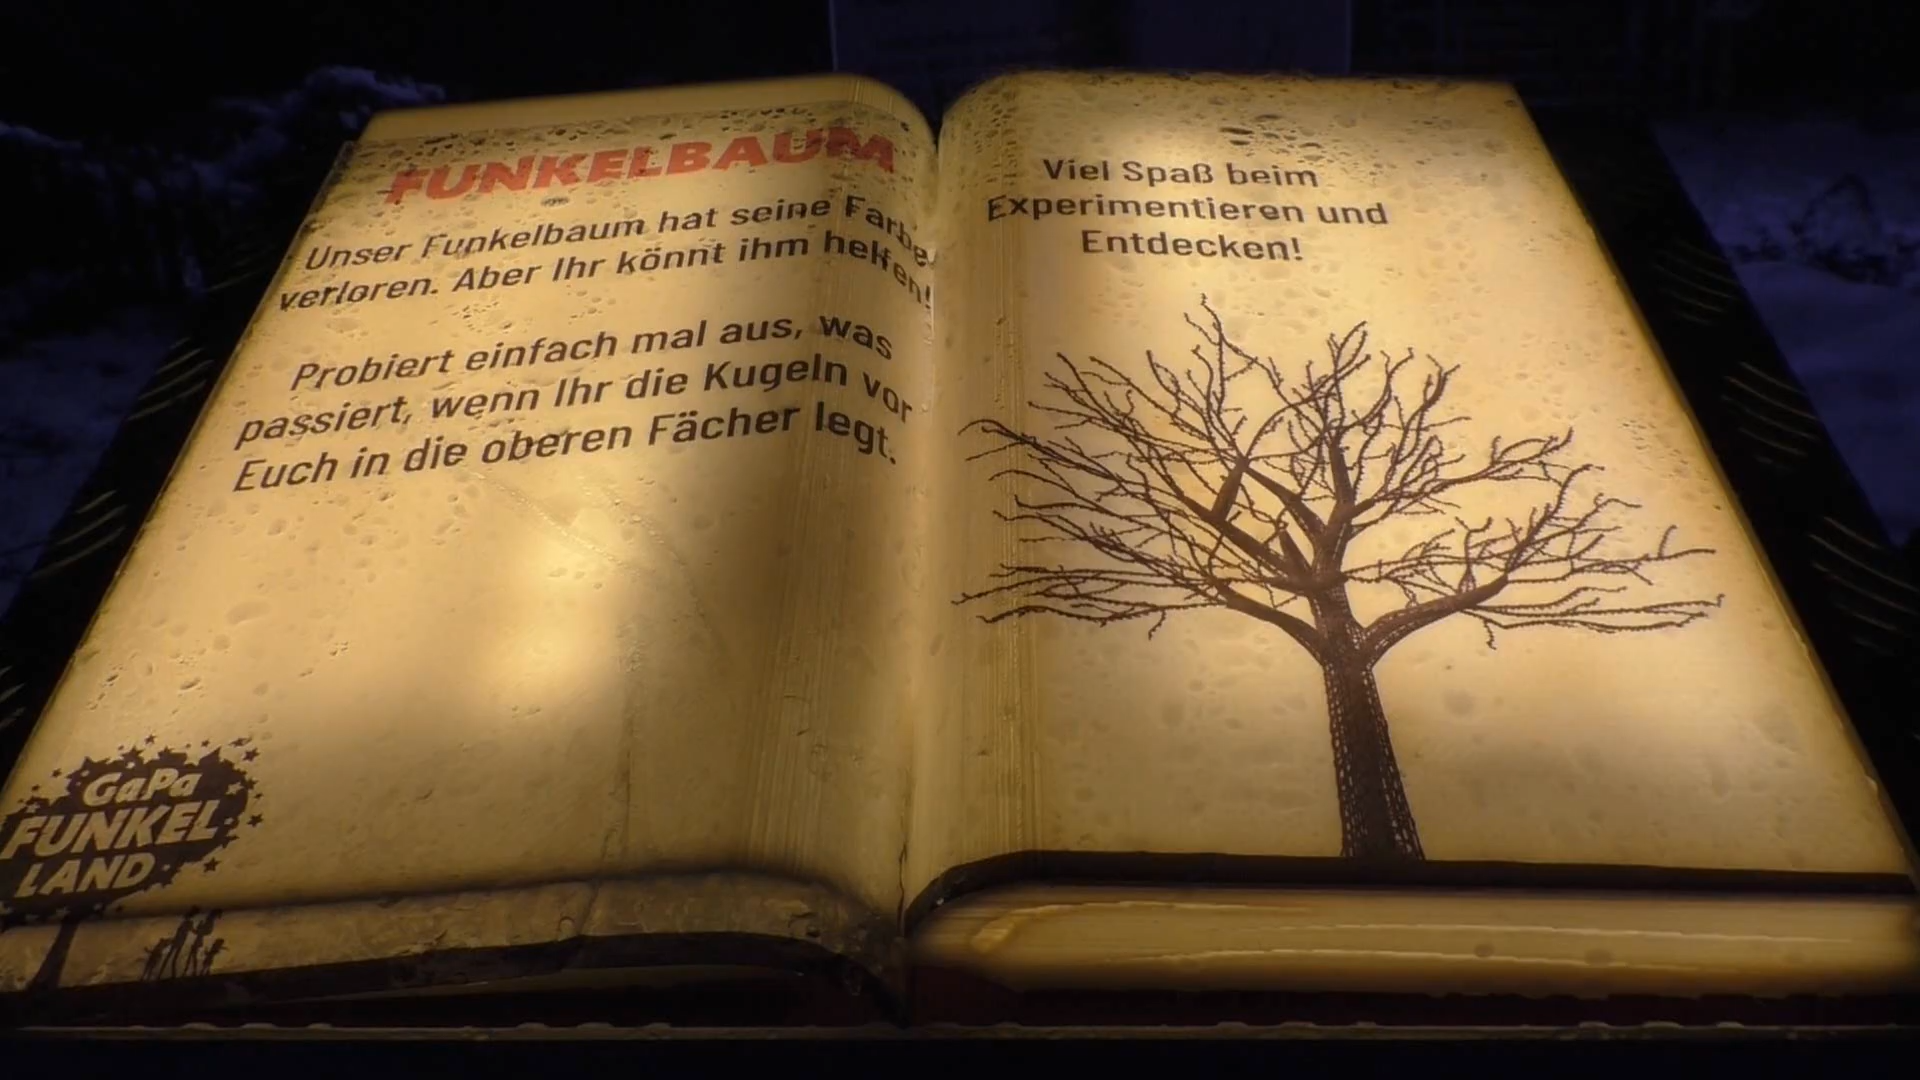 FUNKELBAUM
Unser Funkelbaum hat seine Farbe
verloren. Aber Ihr könnt ihm helfen!
Probiert einfach mal aus, was
passiert, wenn Ihr die Kugeln vor
Euch in die oberen Fächer legt.
GaPa
FUNKEL
LAND
Viel Spaß beim
Experimentieren und
Entdecken!